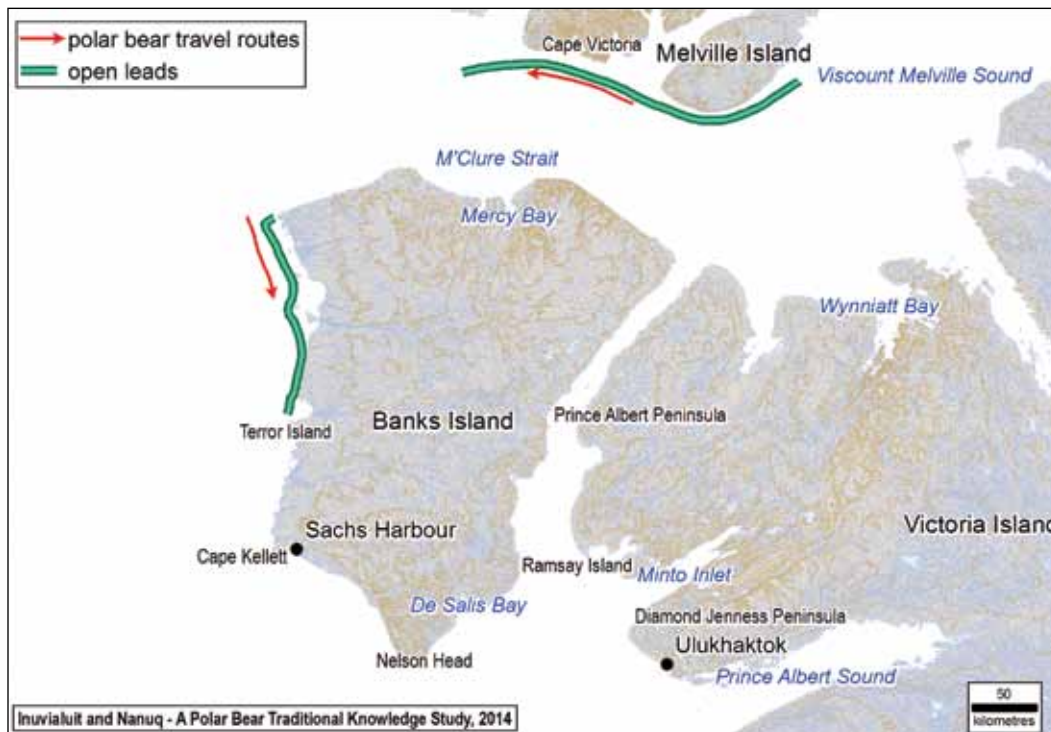 polar bear travel routes
open leads
Cape Victoria
Melville Island
Viscount Melville Sound
M'Clure Strait
Mercy Bay
Wynniatt Bay
Banks Island
Prince Albert Peninsula
Terror Island
Victoria Island
Sachs Harbour
Cape Kellett
Ramsay Island
Minto Inlet
De Salis Bay
Diamond Jenness Peninsula
Ulukhaktok
Nelson Head
Prince Albert Sound
50
kilometres
Inuvialuit and Nanuq - A Polar Bear Traditional Knowledge Study, 2014